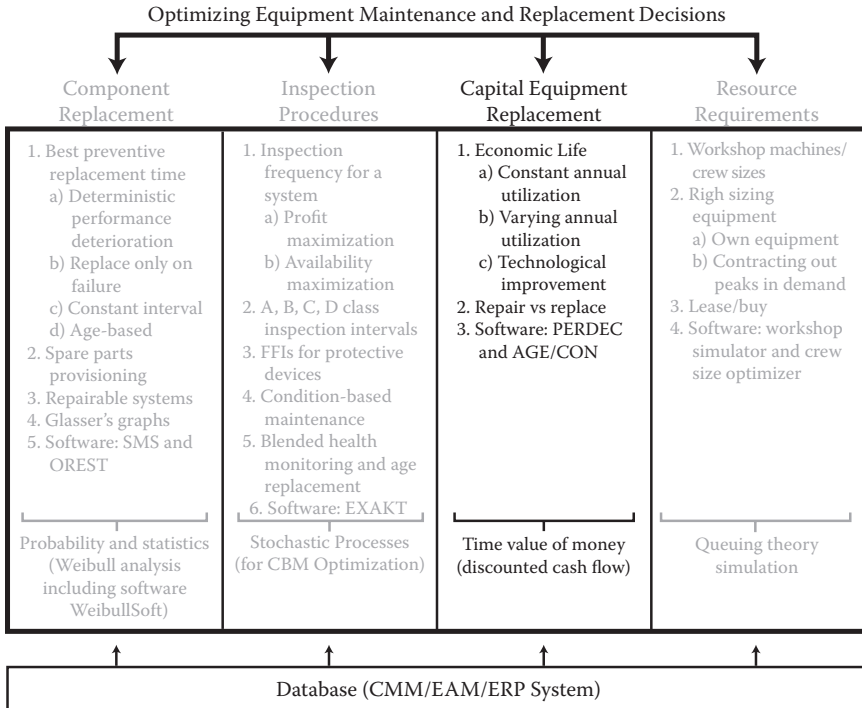 Optimizing Equipment Maintenance and Replacement Decisions
Component
Replacement
1. Best preventive
replacement time
a) Deterministic
performance
deterioration
b) Replace only on
failure
c) Constant interval
d) Age-based
2. Spare parts
provisioning
3. Repairable systems
4. Glasser's graphs
5. Software: SMS and
OREST
Probability and statistics
(Weibull analysis
including software
WeibullSoft)
Inspection
Procedures
1. Inspection
frequency for a
system
a) Profit
maximization
b) Availability
maximization
2. A, B, C, D class
inspection intervals
3. FFIs for protective
devices
4. Condition-based
maintenance
5. Blended health
monitoring and age
replacement
6. Software: EXAKT
Stochastic Processes
(for CBM Optimization)
Capital Equipment
Replacement
1. Economic Life
a) Constant annual
utilization
b) Varying annual
utilization
c) Technological
improvement
2. Repair vs replace
3. Software: PERDEC
and AGE/CON
Time value of money
(discounted cash flow)
Resource
Requirements
1. Workshop machines/
crew sizes
2. Righ sizing
equipment
a) Own equipment
b) Contracting out
peaks in demand
3. Lease/buy
4. Software: workshop
simulator and crew
size optimizer
Queuing theory
simulation
Database (CMM/EAM/ERP System)